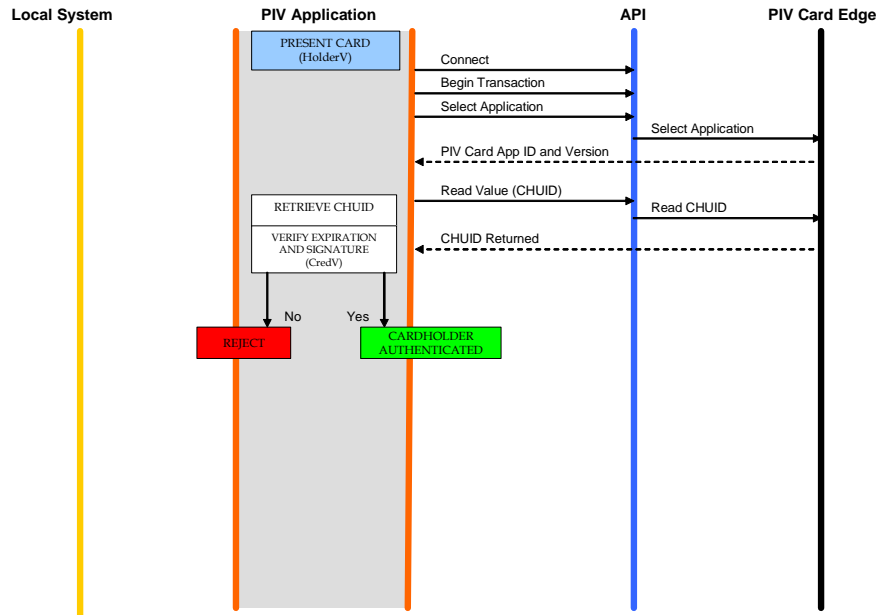 Local System
PIV Application
API
PIV Card Edge
PRESENT CARD
(HolderV)
Connect
Begin Transaction
Select Application
Select Application
PIV Card App ID and Version
Read Value (CHUID)
RETRIEVE CHUID
Read CHUID
VERIFY EXPIRATION
AND SIGNATURE
(CredV)
CHUID Returned
No
Yes
REJECT
CARDHOLDER
AUTHENTICATED